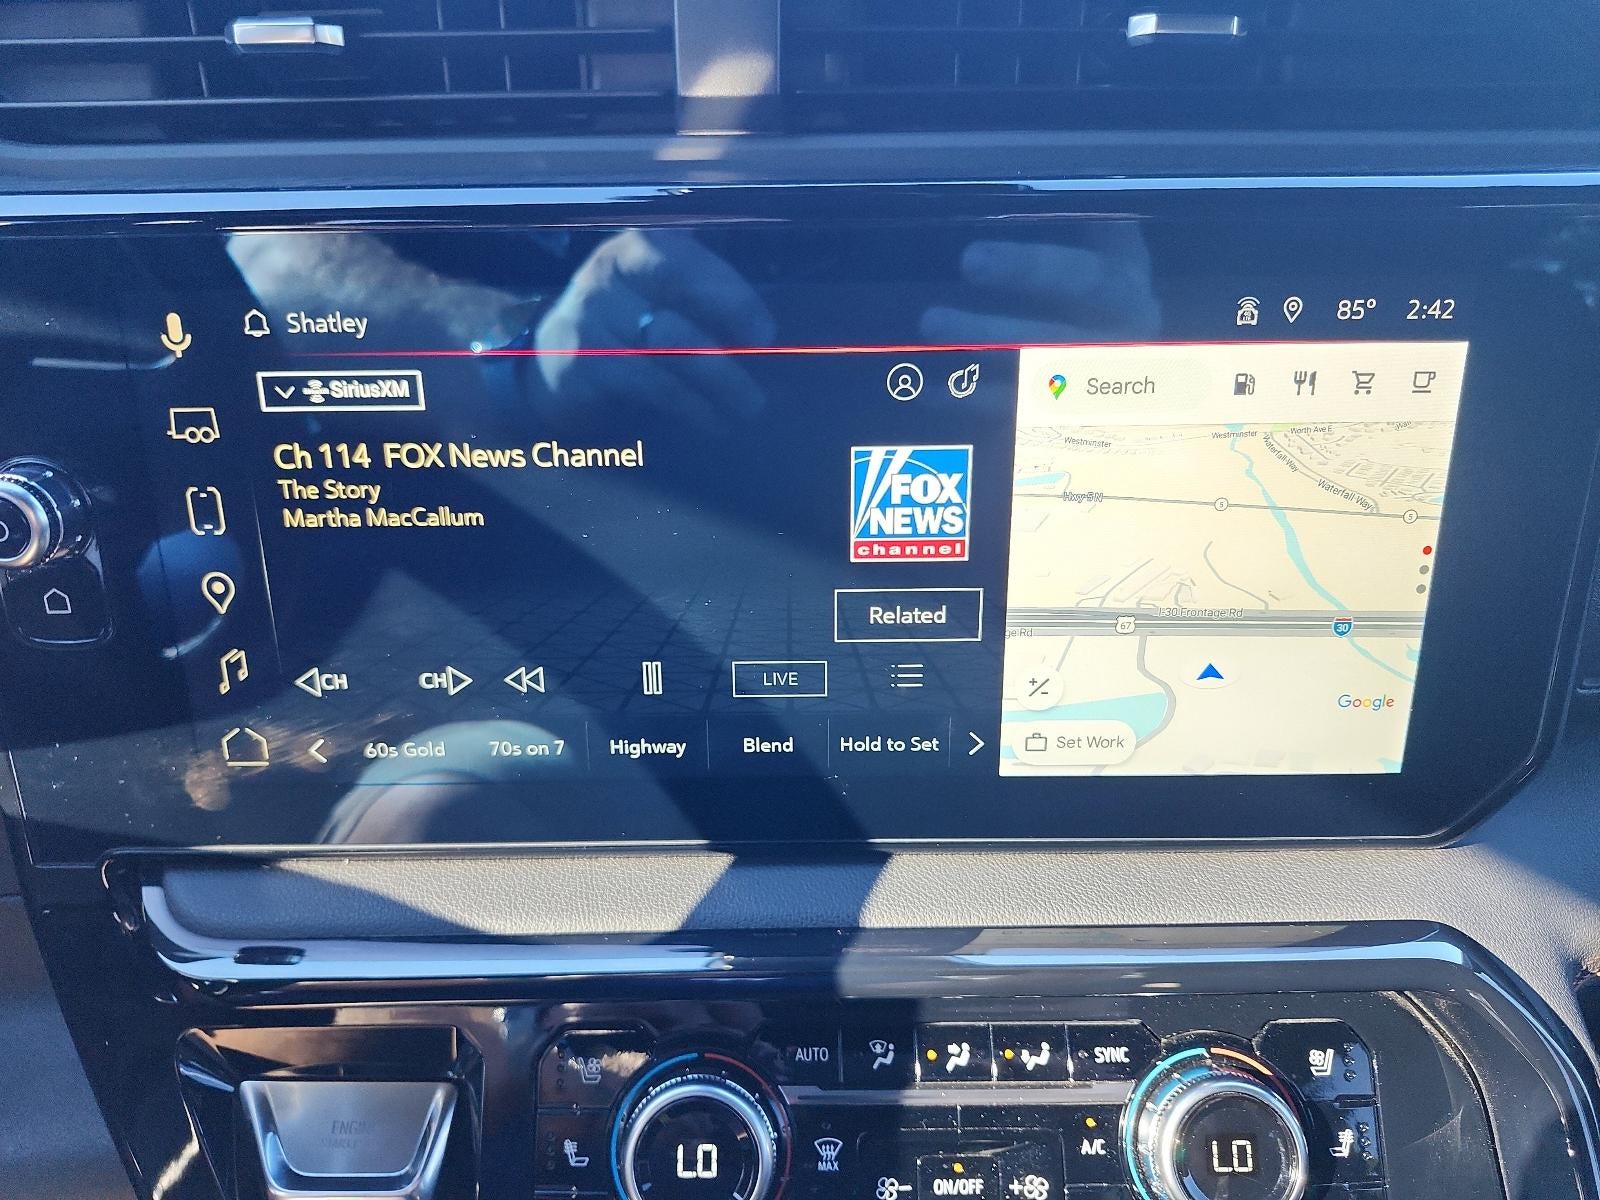 Shatley
85° 2:42
SiriusXM
Search
Ch 114 FOX News Channel
The Story
Martha MacCallum
FOX
NEWS
channel
Related
CH
CH
LIVE
60s Gold
70s on 7
Highway
Blend
Hold to Set
Westminster
Westminster
Worth Ave E
Waterfall Way
Waterfall Way
Hwy 5 N
5
5
I-30 Frontage Rd
ge Rd
67
30
Google
Set Work
AUTO
SYNC
LO
MAX
A/C
LO
ON/OFF